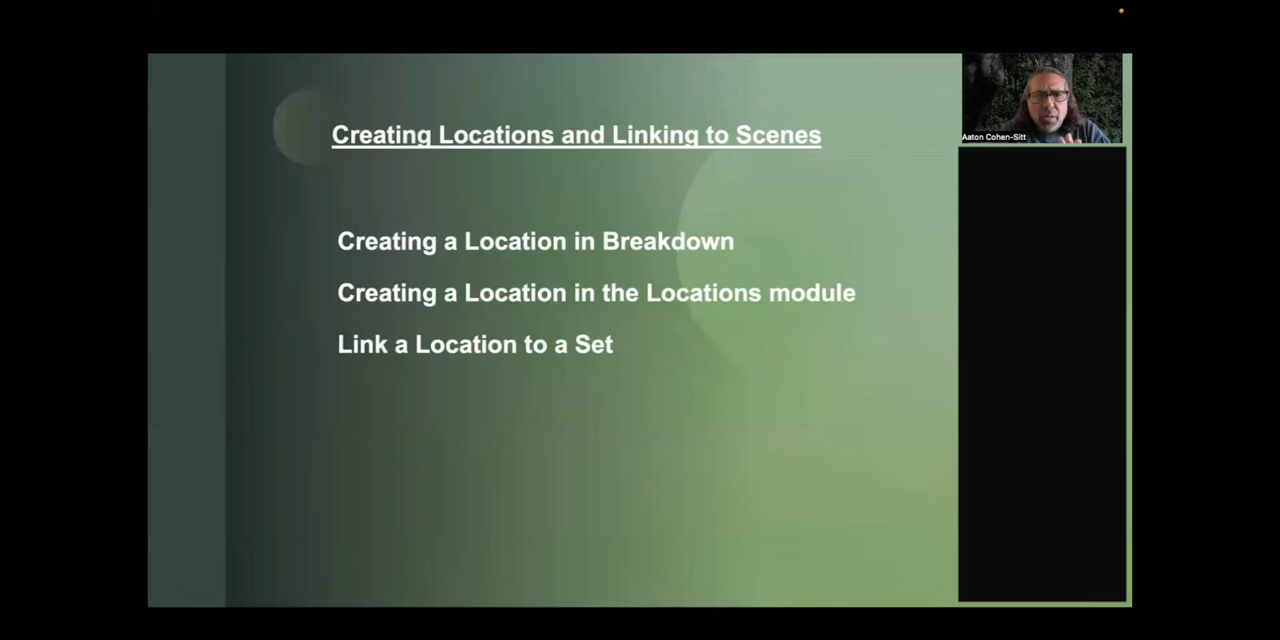 Creating Locations and Linking to Scenes
Aaton Cohen-Sitt
Creating a Location in Breakdown
Creating a Location in the Locations module
Link a Location to a Set